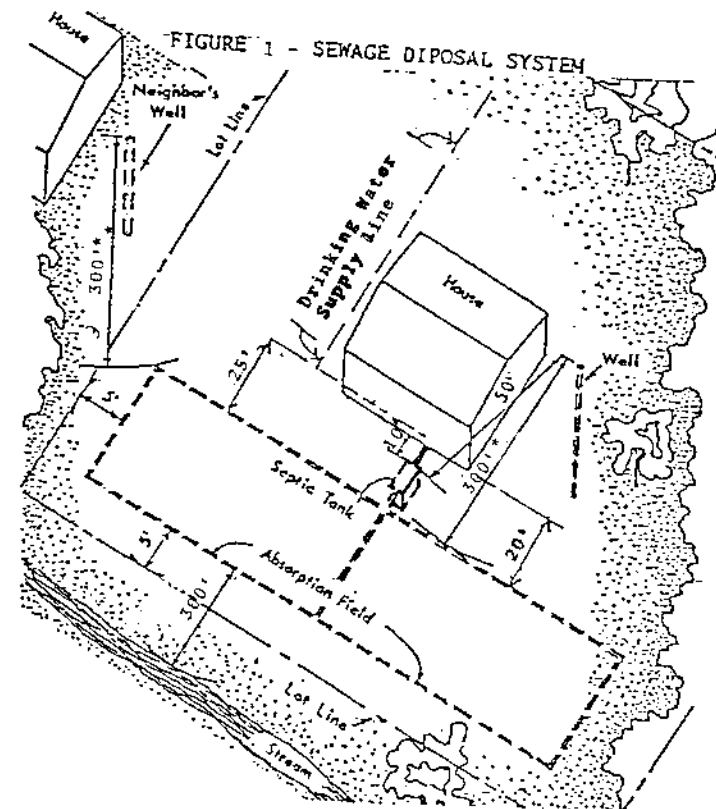 FIGURE 1 - SEWAGE DIPOSAL SYSTEM
House
Neighbor's
Well
Lot Line
Drinking Water
Supply line
House
300'**
25'
50'
Well
5'
300'*
Septic Tank
20'
5'
Absorption Field
300'
Lot Line
Stream